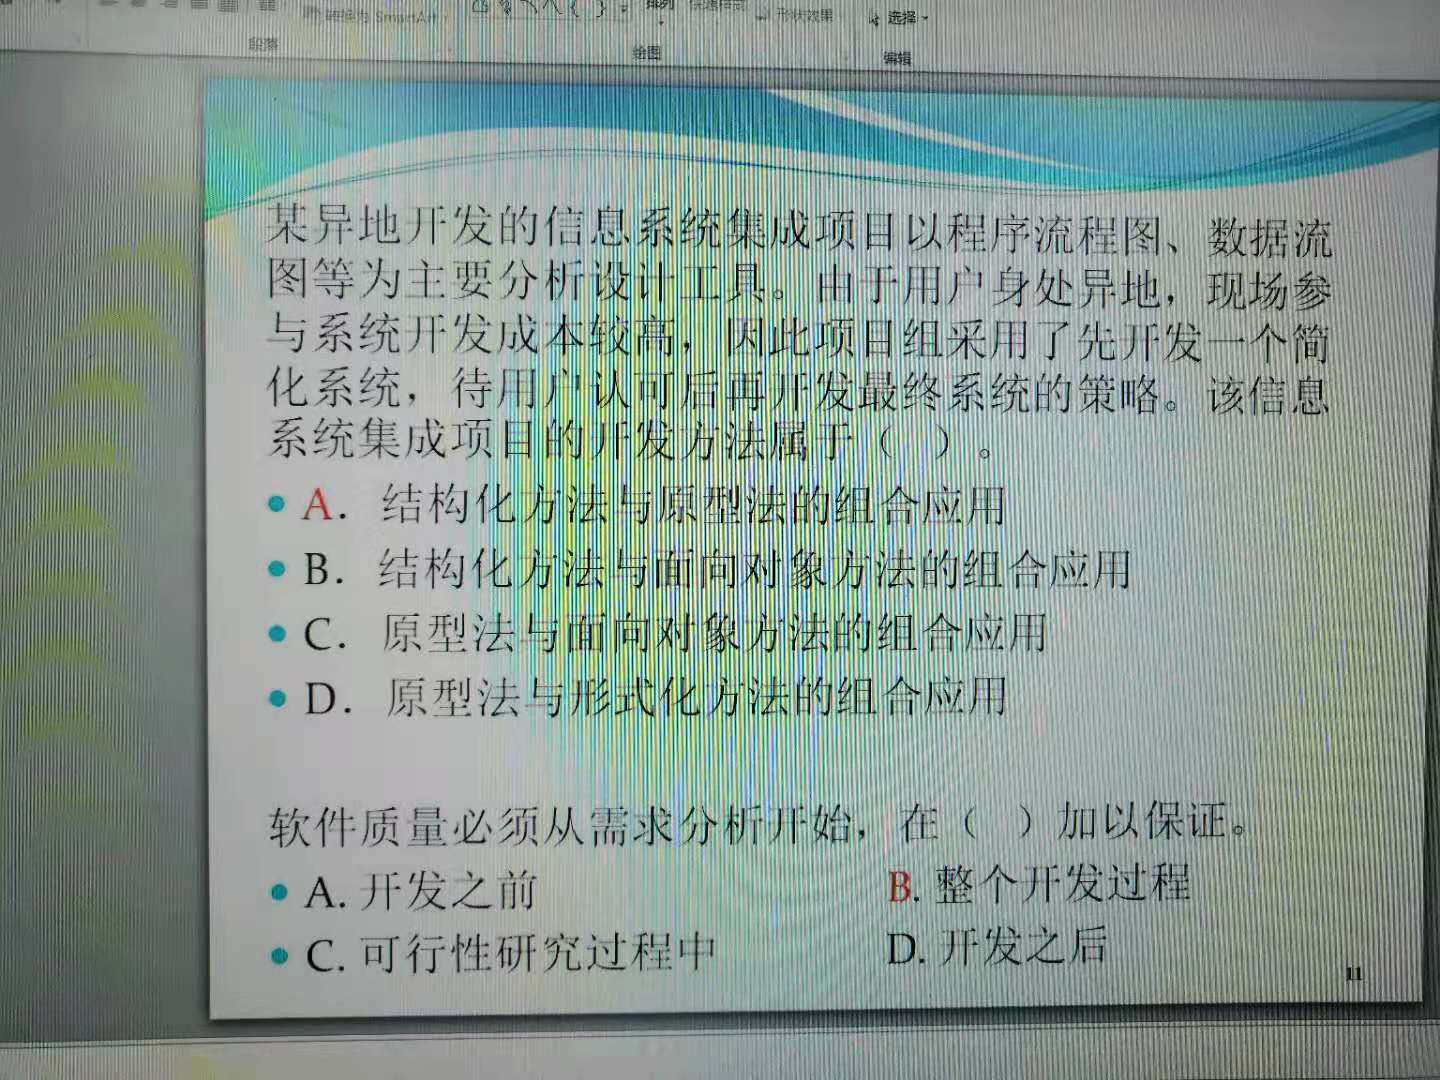 转换为 SmartArt
排列 快速样式
形状效果
选择
段落
绘图
编辑
某异地开发的信息系统集成项目以程序流程图、数据流
图等为主要分析设计工具。由于用户身处异地，现场参
与系统开发成本较高，因此项目组采用了先开发一个简
化系统，待用户认可后再开发最终系统的策略。该信息
系统集成项目的开发方法属于（ ）。
A．结构化方法与原型法的组合应用
B．结构化方法与面向对象方法的组合应用
C．原型法与面向对象方法的组合应用
D．原型法与形式化方法的组合应用
软件质量必须从需求分析开始，在（ ）加以保证。
A. 开发之前 B. 整个开发过程
C. 可行性研究过程中 D. 开发之后
11